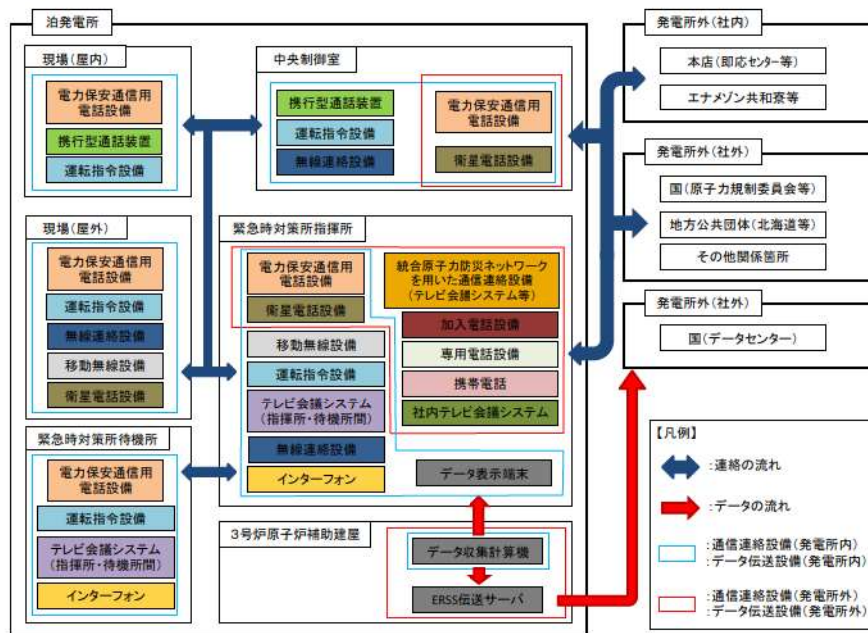 泊発電所
現場（屋内）
電力保安通信用
電話設備
携行型通話装置
運転指令設備
中央制御室
携行型通話装置
運転指令設備
無線連絡設備
電力保安通信用
電話設備
衛星電話設備
現場（屋外）
電力保安通信用
電話設備
運転指令設備
無線連絡設備
移動無線設備
衛星電話設備
緊急時対策所指揮所
電力保安通信用
電話設備
衛星電話設備
移動無線設備
運転指令設備
テレビ会議システム
（指揮所・待機所間）
無線連絡設備
インターフォン
統合原子力防災ネットワーク
を用いた通信連絡設備
（テレビ会議システム等）
加入電話設備
専用電話設備
携帯電話
社内テレビ会議システム
データ表示端末
緊急時対策所待機所
電力保安通信用
電話設備
運転指令設備
テレビ会議システム
（指揮所・待機所間）
インターフォン
3号炉原子炉補助建屋
データ収集計算機
ERSS伝送サーバ
発電所外（社内）
本店（即応センター等）
エナメゾン共和寮等
発電所外（社外）
国（原子力規制委員会等）
地方公共団体（北海道等）
その他関係箇所
発電所外（社外）
国（データセンター）
【凡例】
：連絡の流れ
：データの流れ
：通信連絡設備（発電所内）
：データ伝送設備（発電所内）
：通信連絡設備（発電所外）
：データ伝送設備（発電所外）